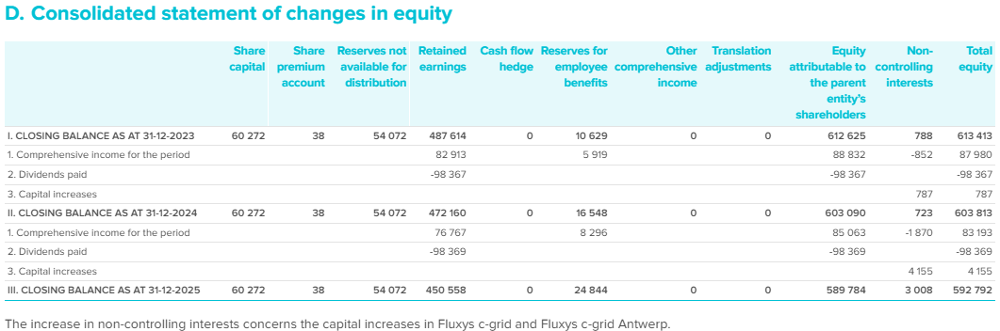 D. Consolidated statement of changes in equity
Share capital Share premium account Reserves not available for distribution Retained earnings Cash flow hedge Reserves for employee benefits Other comprehensive income Translation adjustments Equity attributable to the parent entity's shareholders Non-controlling interests Total equity
I. CLOSING BALANCE AS AT 31-12-2023 60 272 38 54 072 487 614 0 10 629 0 0 612 625 788 613 413
1. Comprehensive income for the period 82 913 5 919 88 832 -852 87 980
2. Dividends paid -98 367 -98 367 -98 367
3. Capital increases 787 787
II. CLOSING BALANCE AS AT 31-12-2024 60 272 38 54 072 472 160 0 16 548 0 0 603 090 723 603 813
1. Comprehensive income for the period 76 767 8 296 85 063 -1 870 83 193
2. Dividends paid -98 369 -98 369 -98 369
3. Capital increases 4 155 4 155
III. CLOSING BALANCE AS AT 31-12-2025 60 272 38 54 072 450 558 0 24 844 0 0 589 784 3 008 592 792
The increase in non-controlling interests concerns the capital increases in Fluxys c-grid and Fluxys c-grid Antwerp.